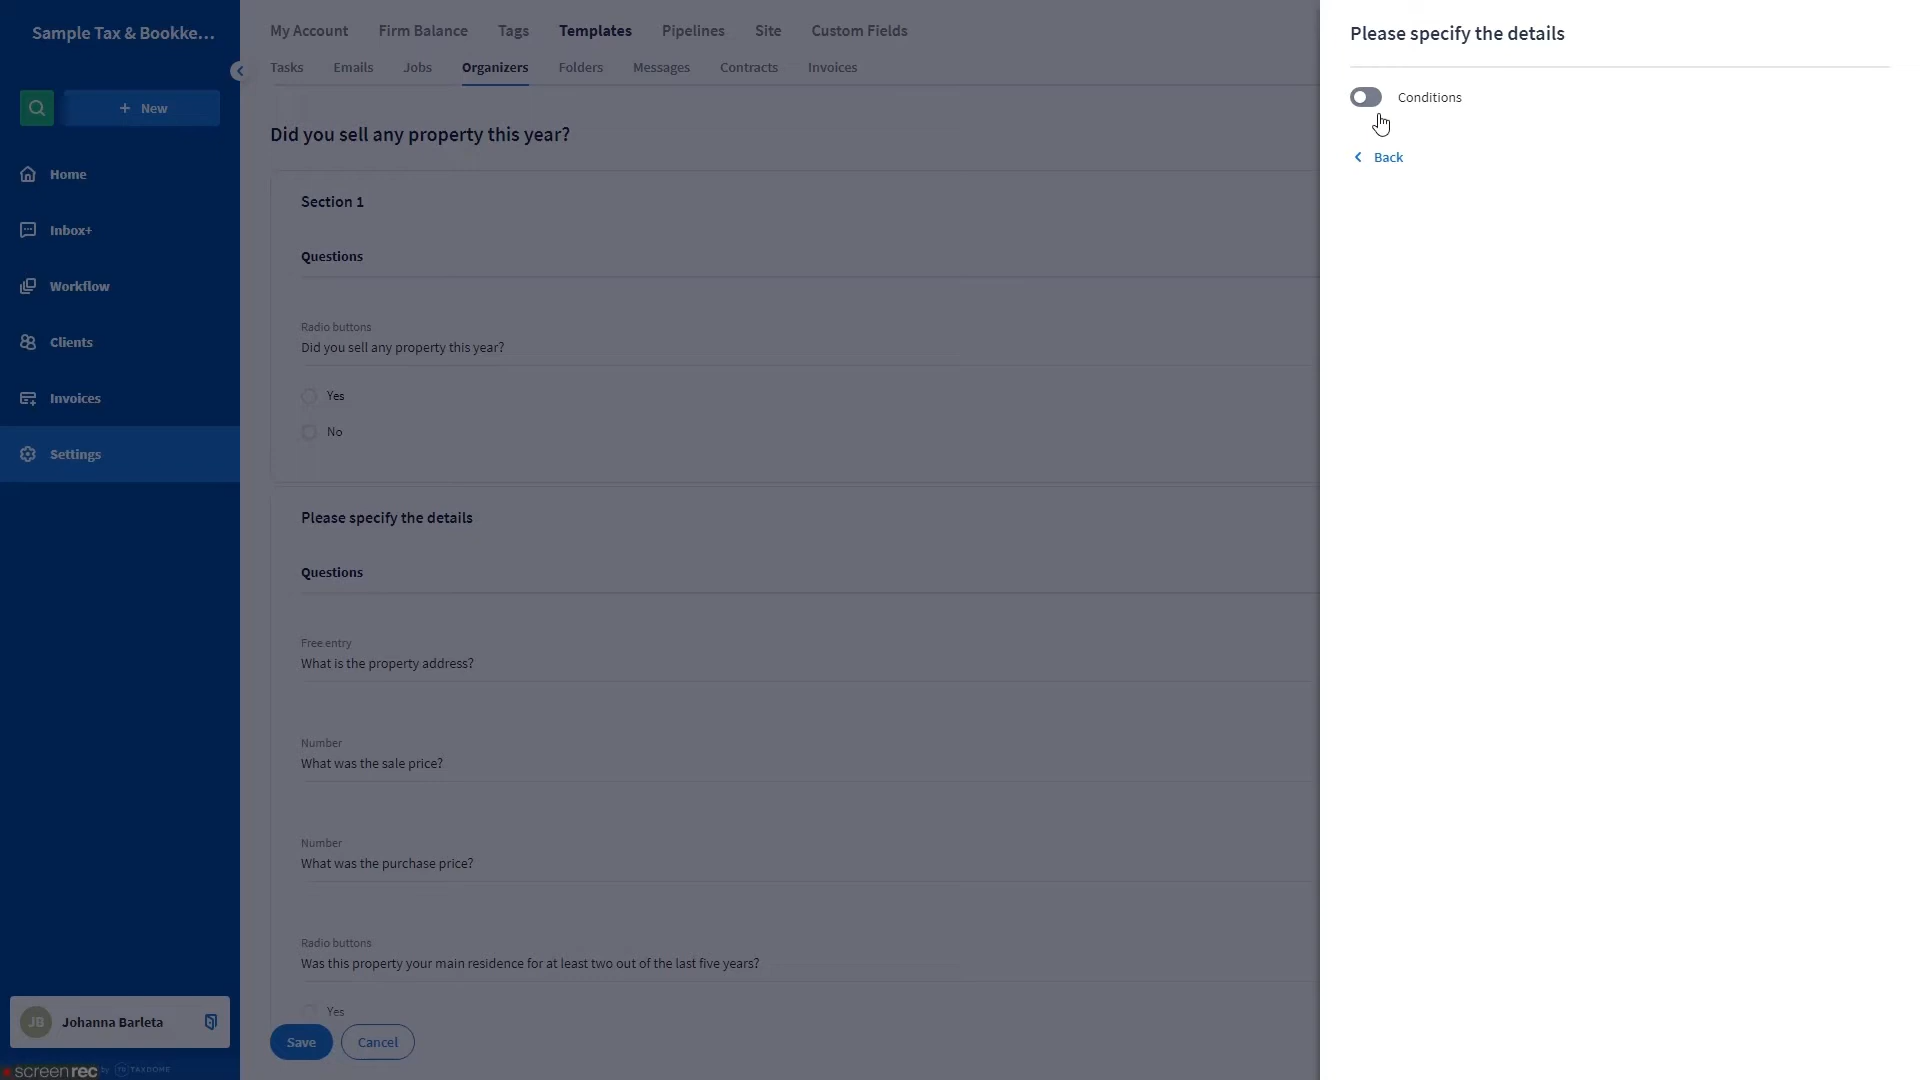 Sample Tax & Bookke...
New
Home
Inbox+
Workflow
Clients
Invoices
Settings
JB
Johanna Barleta
screenrec by TAXDOME
My Account Firm Balance Tags Templates Pipelines Site Custom Fields
Tasks Emails Jobs Organizers Folders Messages Contracts Invoices
Did you sell any property this year?
Section 1
Questions
Radio buttons
Did you sell any property this year?
Yes
No
Please specify the details
Questions
Free entry
What is the property address?
Number
What was the sale price?
Number
What was the purchase price?
Radio buttons
Was this property your main residence for at least two out of the last five years?
Yes
Save Cancel
Please specify the details
Conditions
Back